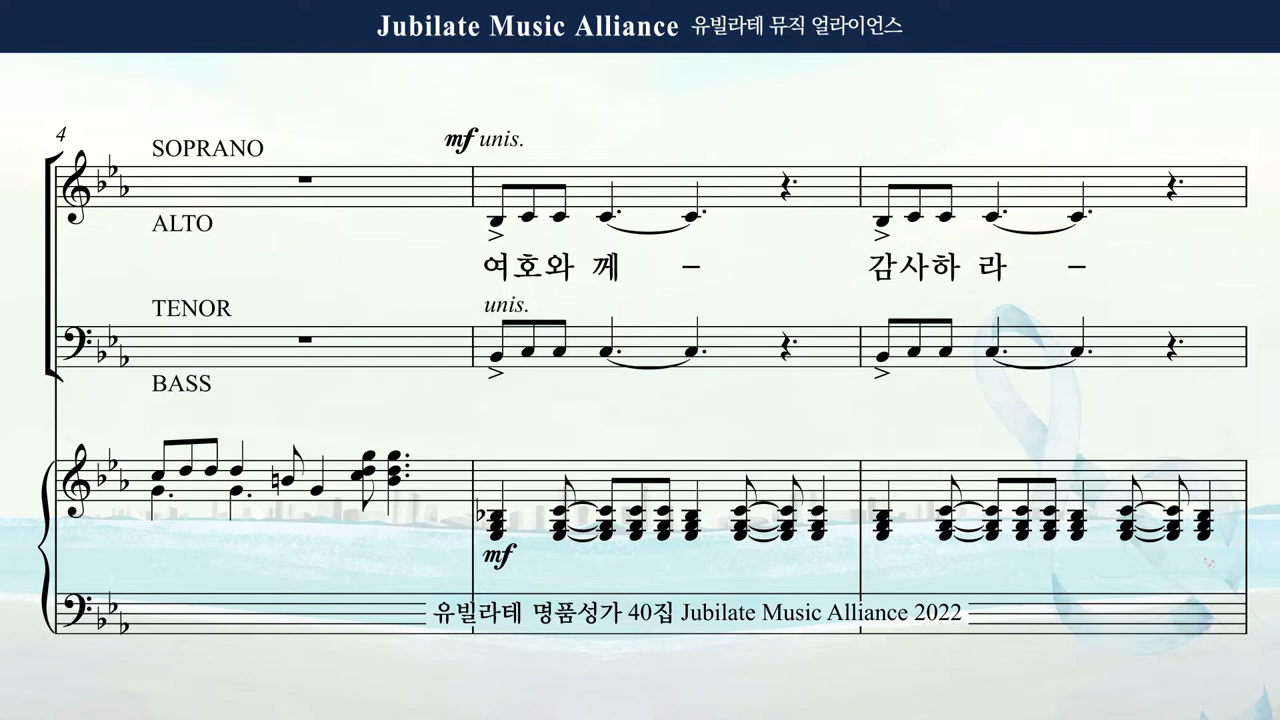 Jubilate Music Alliance 유빌라테 뮤직 얼라이언스
4
SOPRANO
mf unis.
ALTO
여호와 께 – 감사하 라 –
TENOR
unis.
BASS
mf
유빌라테 명품성가 40집 Jubilate Music Alliance 2022